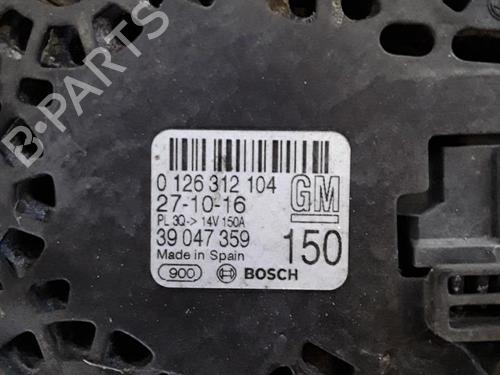 0 126 312 104
27-10-16
GM
PL 3Q-> 14V 150A
39 047 359
150
Made in Spain
900 BOSCH
B-PARTS